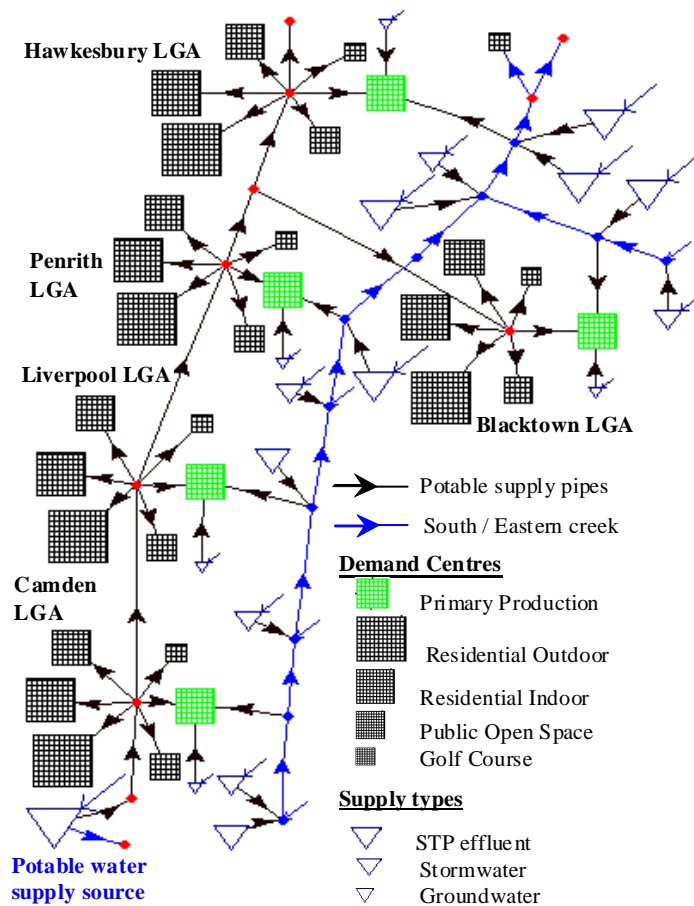 Hawkesbury LGA
Penrith
LGA
Liverpool LGA
Blacktown LGA
Camden
LGA
Potable supply pipes
South / Eastern creek
Demand Centres
Primary Production
Residential Outdoor
Residential Indoor
Public Open Space
Golf Course
Supply types
STP effluent
Stormwater
Groundwater
Potable water
supply source